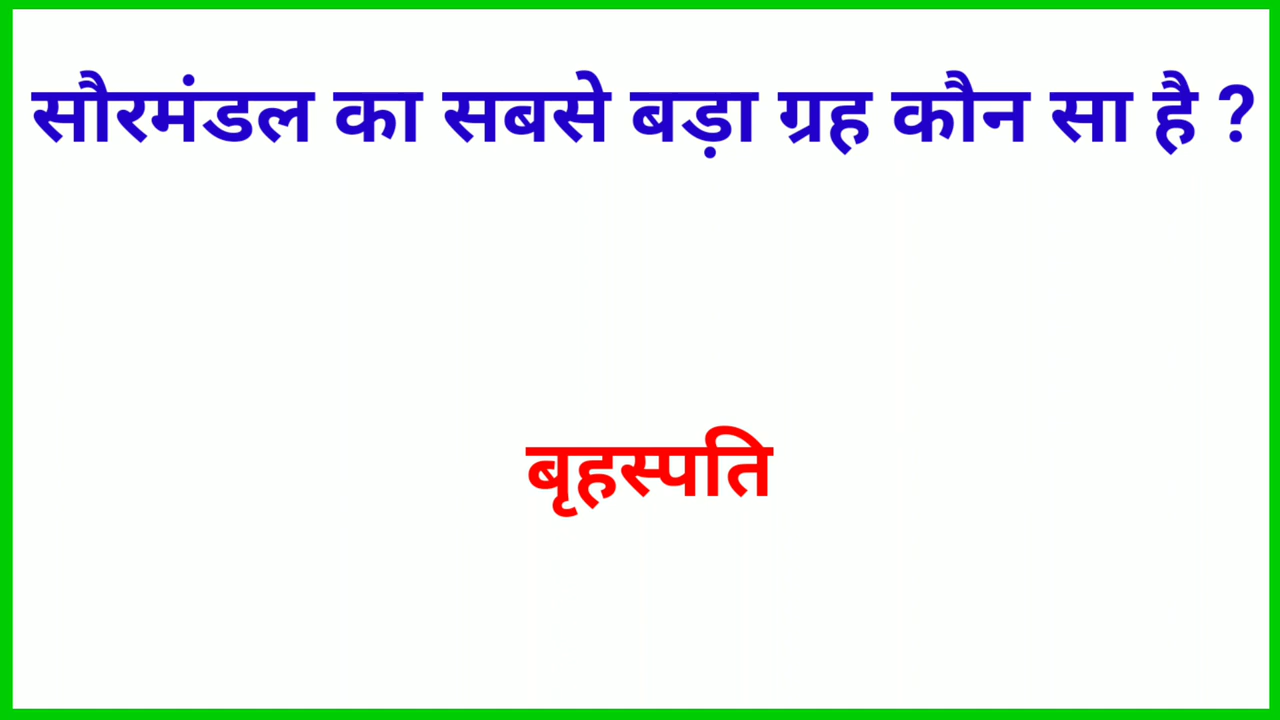 सौरमंडल का सबसे बड़ा ग्रह कौन सा है ?
बृहस्पति